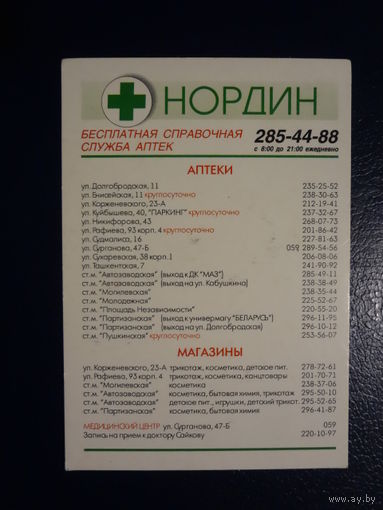 НОРДИН
БЕСПЛАТНАЯ СПРАВОЧНАЯ
СЛУЖБА АПТЕК
285-44-88
с 8:00 до 21:00 ежедневно
АПТЕКИ
ул. Долгобродская, 11 235-25-52
ул. Енисейская, 11 круглосуточно 238-30-63
ул. Корженевского, 23-А 212-19-41
ул. Куйбышева, 40, "ПАРКИНГ" круглосуточно 237-32-67
ул. Никифорова, 43 268-07-73
ул. Рафиева, 93 корп. 4 круглосуточно 201-86-42
ул. Судмалиса, 16 227-81-63
ул. Сурганова, 47-Б 059 289-54-56
ул. Сухаревская, 38 корп.1 206-08-06
ул. Ташкентская, 7 241-90-92
ст.м. "Автозаводская" (выход к ДК "МАЗ") 285-49-11
ст.м. "Автозаводская" (выход на ул. Кабушкина) 238-38-49
ст.м. "Могилевская" 238-35-44
ст.м. "Молодежная" 225-52-67
ст.м. "Площадь Независимости" 220-55-20
ст.м. "Партизанская" (выход к универмагу "БЕЛАРУСЬ") 296-11-95
ст.м. "Партизанская" (выход на ул. Долгобродская) 296-10-12
ст.м. "Пушкинская" круглосуточно 253-56-07
МАГАЗИНЫ
ул. Корженевского, 23-А трикотаж, косметика, детское пит. 278-72-61
ул. Рафиева, 93 корп. 4 трикотаж, косметика, канцтовары 201-70-71
ст.м. "Могилевская" косметика 238-37-06
ст.м. "Автозаводская" косметика, бытовая химия, трикотаж 295-50-10
ст.м. "Автозаводская" детское пит., игрушки, детский трикот. 295-52-65
ст.м. "Партизанская" косметика, бытовая химия 296-41-87
МЕДИЦИНСКИЙ ЦЕНТР ул. Сурганова, 47-Б 059
Запись на прием к доктору Сайкову 220-10-97
ay.by